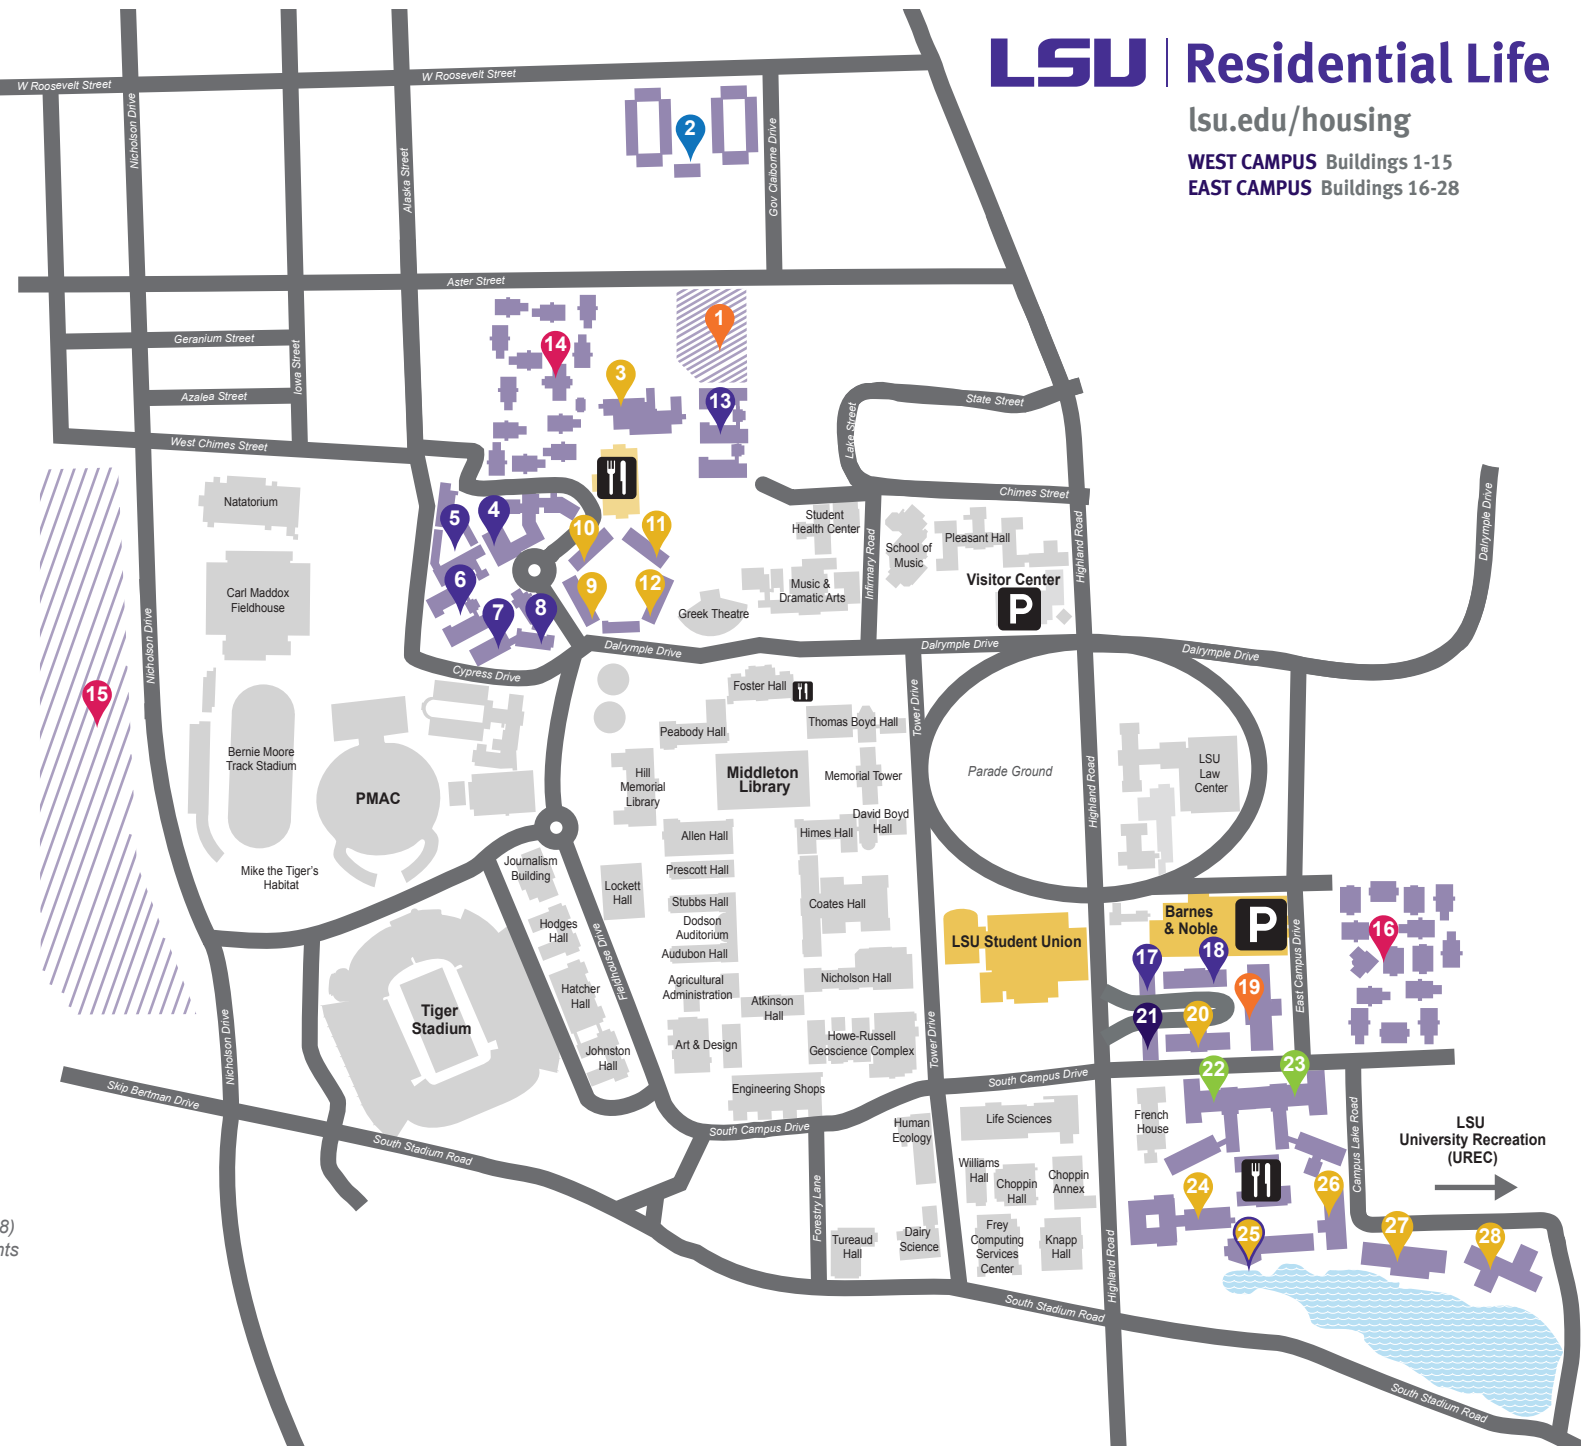 LSU | Residential Life
lsu.edu/housing
WEST CAMPUS Buildings 1-15
EAST CAMPUS Buildings 16-28
W Roosevelt Street
W Roosevelt Street
Nicholson Drive
Alaska Street
Gov Claiborne Drive
2
Aster Street
Geranium Street
Iowa Street
Azalea Street
West Chimes Street
14
1
3
13
State Street
Lake Street
Chimes Street
Natatorium
5
4
10
11
Student
Health Center
School of
Music
Pleasant Hall
Infirmary Road
Highland Road
Dalrymple Drive
Carl Maddox
Fieldhouse
6
7
8
9
12
Greek Theatre
Music &
Dramatic Arts
Visitor Center
P
Nicholson Drive
Cypress Drive
Dalrymple Drive
Dalrymple Drive
Dalrymple Drive
15
Foster Hall
Tower Drive
Peabody Hall
Thomas Boyd Hall
Bernie Moore
Track Stadium
PMAC
Hill
Memorial
Library
Middleton
Library
Memorial Tower
Parade Ground
Highland Road
LSU
Law
Center
David Boyd
Hall
Allen Hall
Himes Hall
Mike the Tiger's
Habitat
Journalism
Building
Prescott Hall
Lockett
Hall
Stubbs Hall
Coates Hall
Dodson
Auditorium
Hodges
Hall
Fieldhouse Drive
Audubon Hall
LSU Student Union
Barnes
& Noble
P
East Campus Drive
16
17
18
19
Hatcher
Hall
Agricultural
Administration
Nicholson Hall
Atkinson
Hall
Tiger
Stadium
21
20
Johnston
Hall
Art & Design
Howe-Russell
Geoscience Complex
Tower Drive
Nicholson Drive
Skip Bertman Drive
Engineering Shops
South Campus Drive
22
23
South Stadium Road
South Campus Drive
Human
Ecology
Life Sciences
French
House
Campus Lake Road
LSU
University Recreation
(UREC)
Williams
Hall
Choppin
Hall
Choppin
Annex
24
26
Forestry Lane
Tureaud
Hall
Dairy
Science
Frey
Computing
Services
Center
Knapp
Hall
Highland Road
25
27
28
8)
nts
South Stadium Road
South Stadium Road